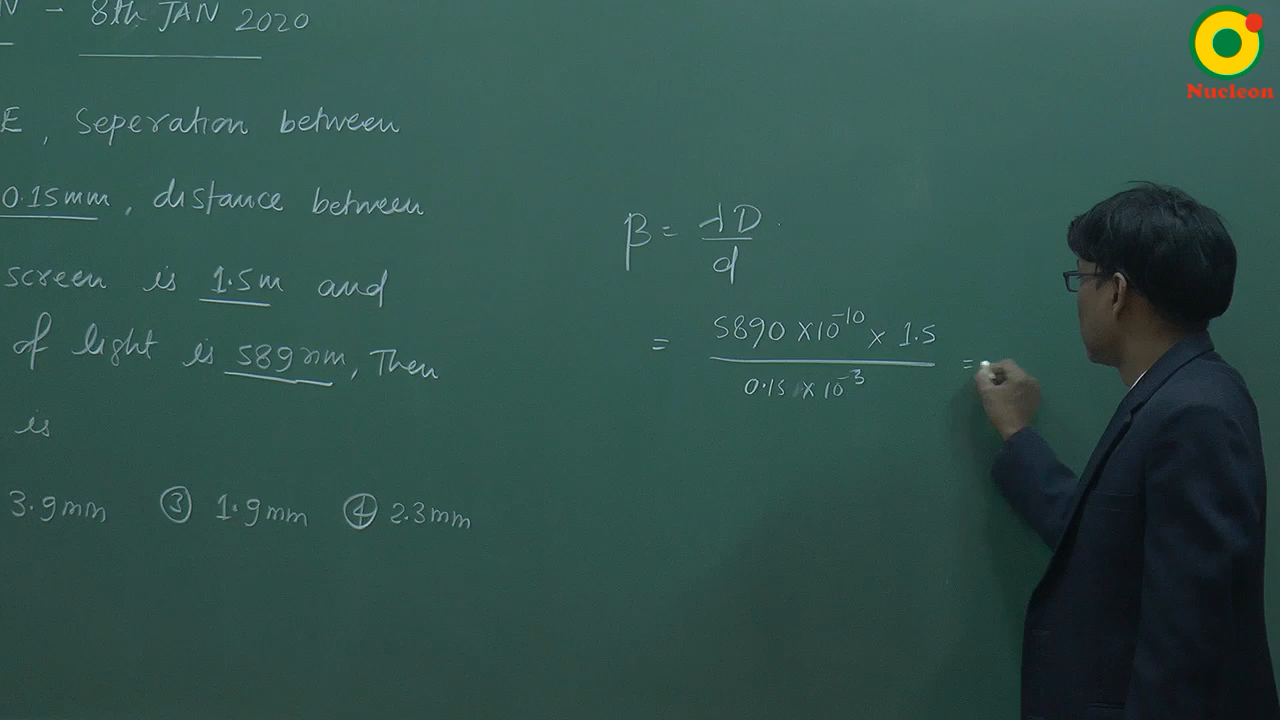 N - 8th JAN 2020
E, Seperation between
0.15mm, distance between
screen is 1.5m and
of light is 589nm, Then
is
3.9mm ③ 1.9mm ④ 2.3mm
β = λD/d
= 5890 ×10⁻¹⁰ × 1.5 / 0.15 × 10⁻³ =
Nucleon